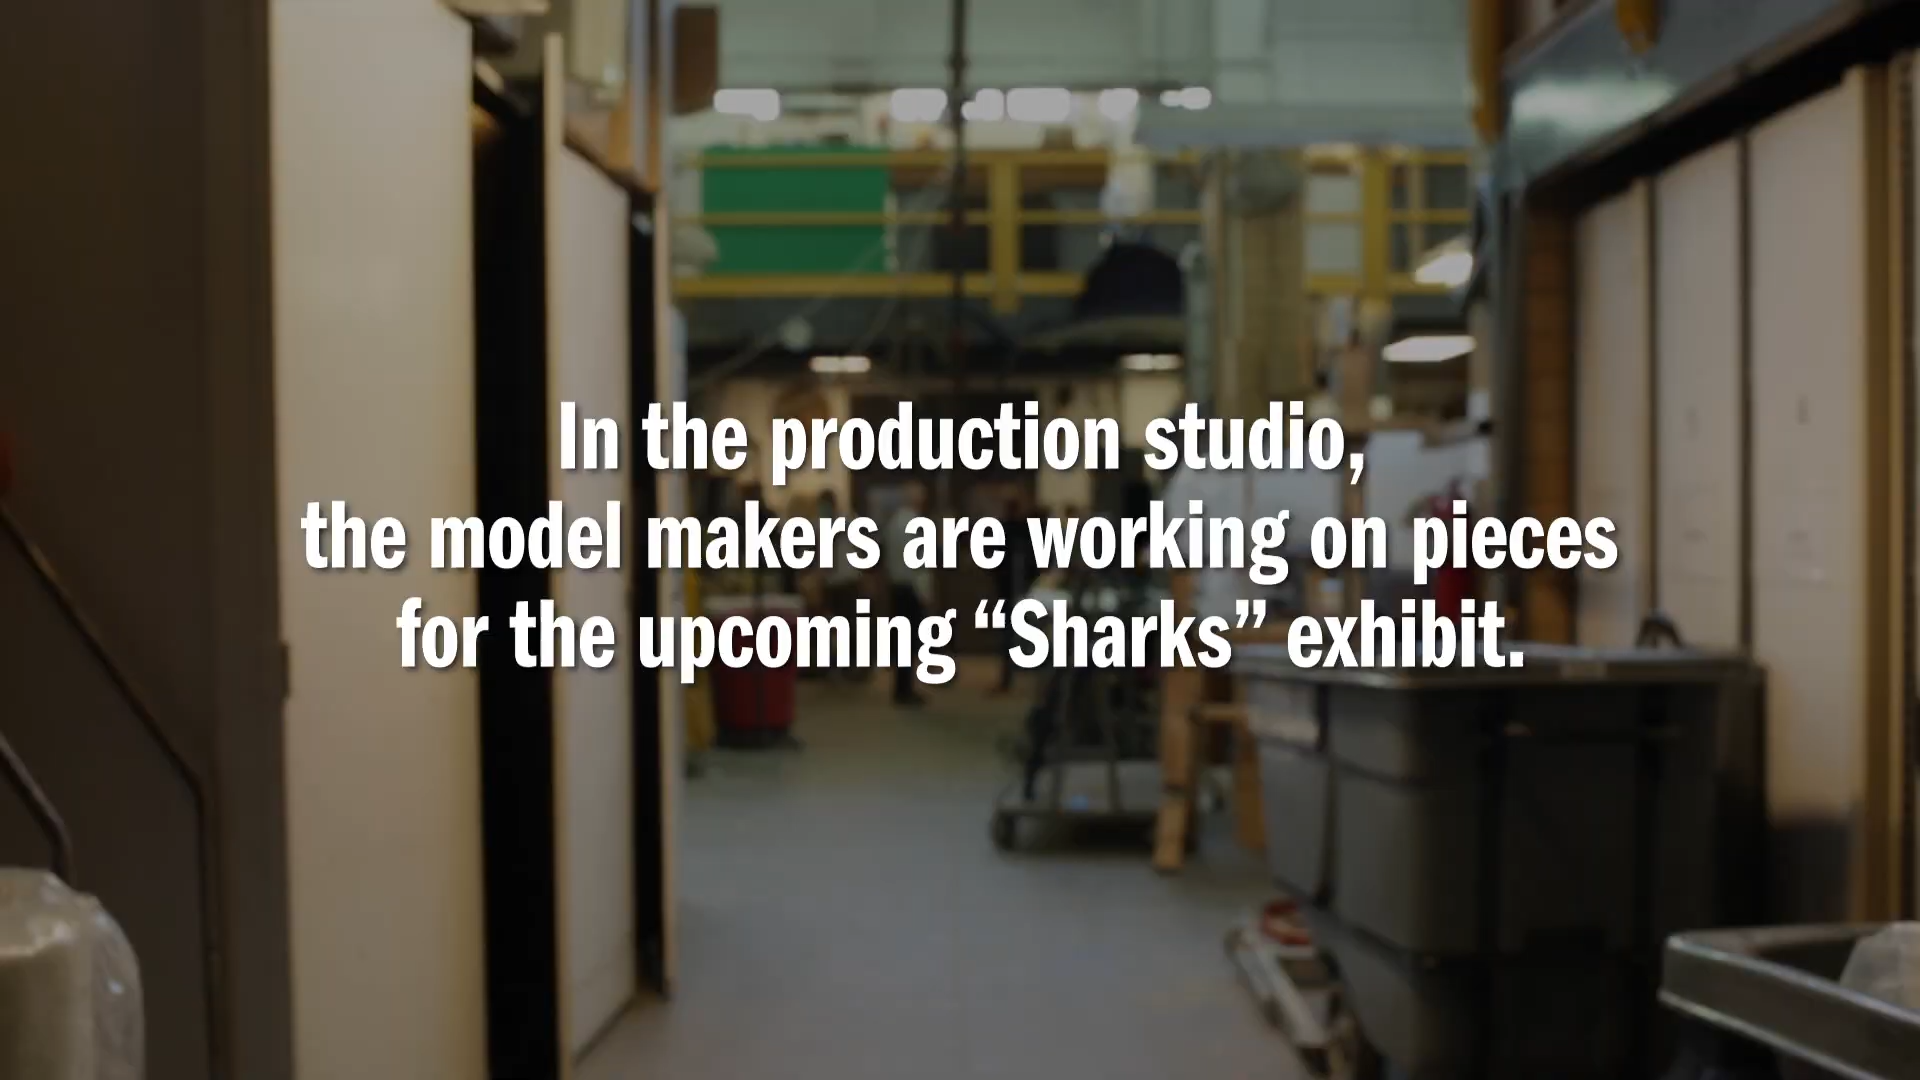 In the production studio,
the model makers are working on pieces
for the upcoming “Sharks” exhibit.